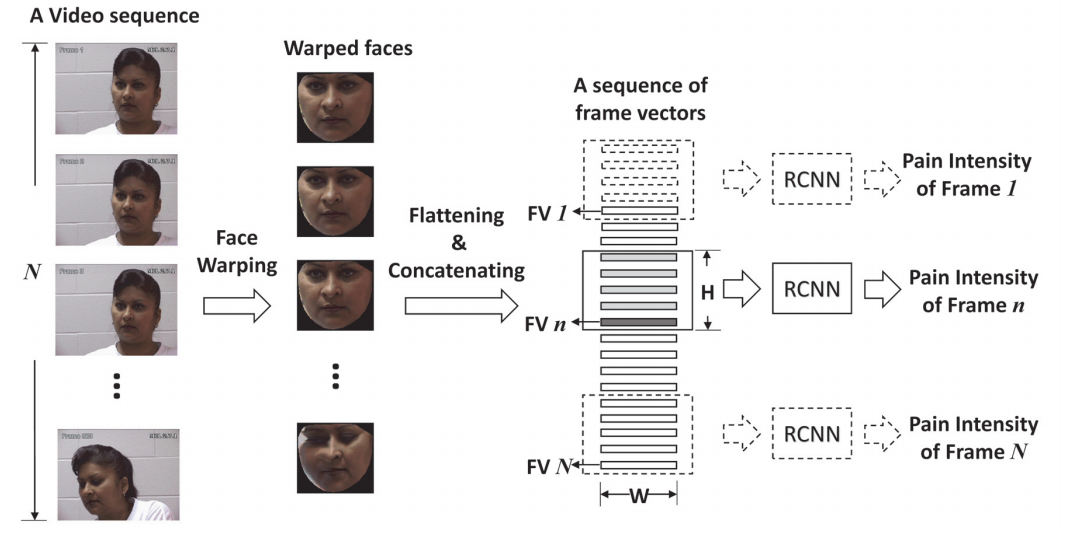 A Video sequence
Frame 1
Frame 2
Frame 3
N
Face
Warping
Warped faces
Flattening
&
Concatenating
A sequence of
frame vectors
FV 1
FV n
FV N
H
W
RCNN
Pain Intensity
of Frame 1
RCNN
Pain Intensity
of Frame n
RCNN
Pain Intensity
of Frame N